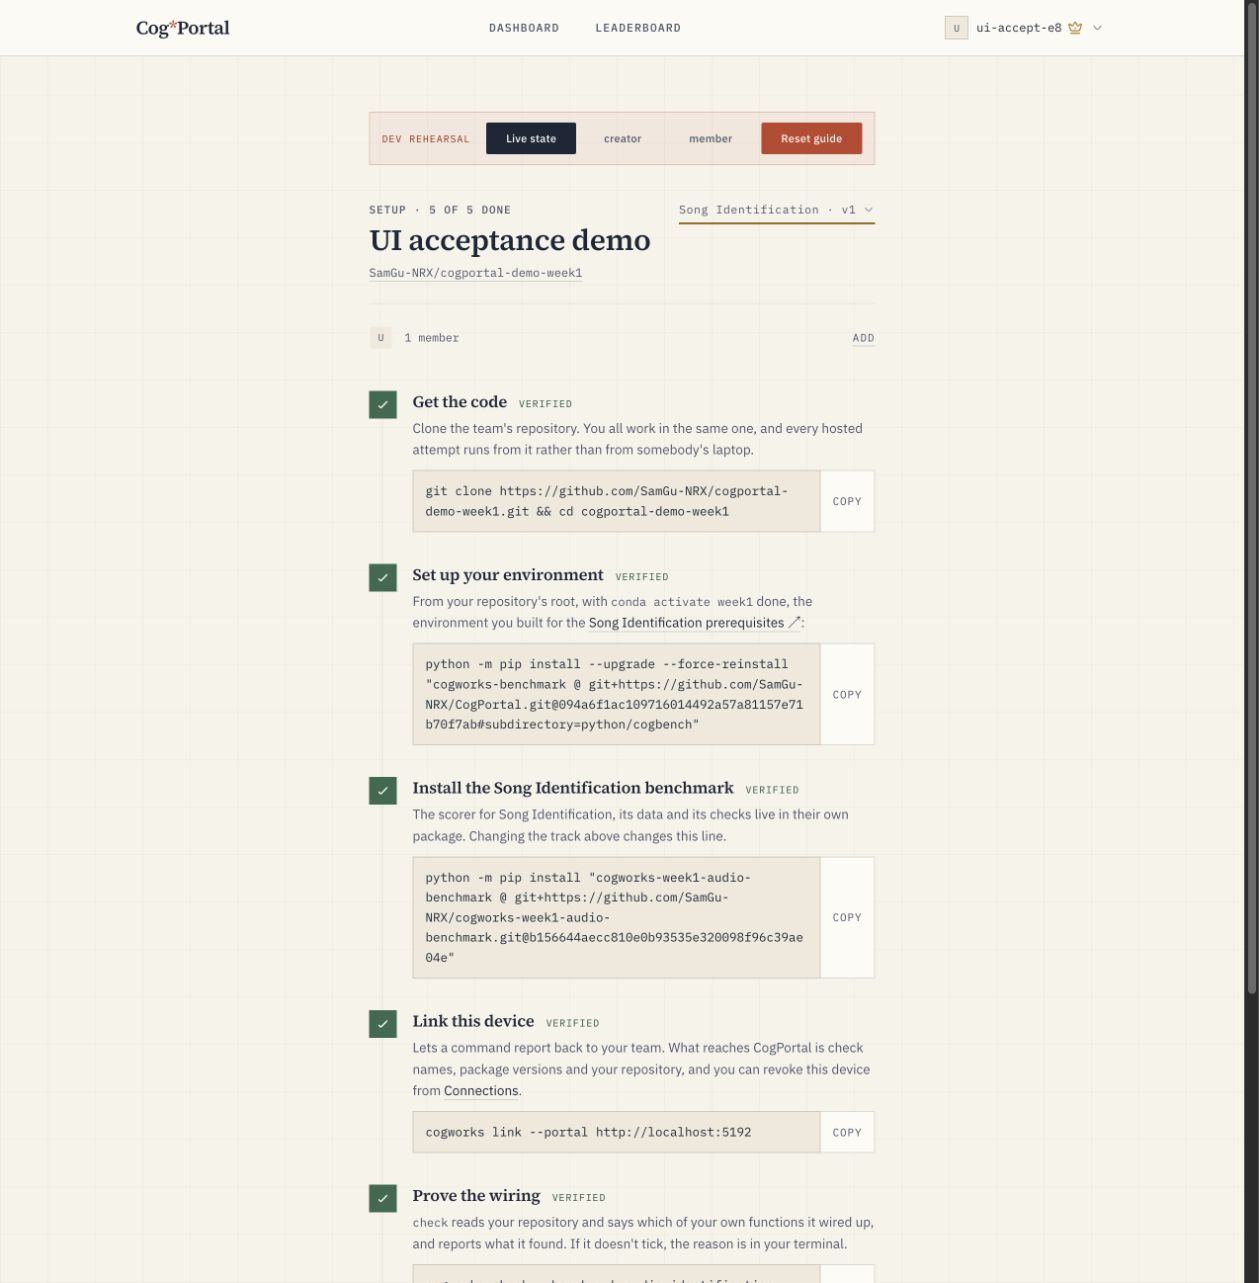 Cog*Portal
DASHBOARD
LEADERBOARD
U
ui-accept-e8
DEV REHEARSAL
Live state
creator
member
Reset guide
SETUP · 5 OF 5 DONE
Song Identification · v1
UI acceptance demo
SamGu-NRX/cogportal-demo-week1
U
1 member
ADD
Get the code VERIFIED
Clone the team's repository. You all work in the same one, and every hosted
attempt runs from it rather than from somebody's laptop.
git clone https://github.com/SamGu-NRX/cogportal-
demo-week1.git && cd cogportal-demo-week1
COPY
Set up your environment VERIFIED
From your repository's root, with conda activate week1 done, the
environment you built for the Song Identification prerequisites ↗:
python -m pip install --upgrade --force-reinstall
"cogworks-benchmark @ git+https://github.com/SamGu-
NRX/CogPortal.git@094a6f1ac109716014492a57a81157e71
b70f7ab#subdirectory=python/cogbench"
COPY
Install the Song Identification benchmark VERIFIED
The scorer for Song Identification, its data and its checks live in their own
package. Changing the track above changes this line.
python -m pip install "cogworks-week1-audio-
benchmark @ git+https://github.com/SamGu-
NRX/cogworks-week1-audio-
benchmark.git@b156644aecc810e0b93535e320098f96c39ae
04e"
COPY
Link this device VERIFIED
Lets a command report back to your team. What reaches CogPortal is check
names, package versions and your repository, and you can revoke this device
from Connections.
cogworks link --portal http://localhost:5192
COPY
Prove the wiring VERIFIED
check reads your repository and says which of your own functions it wired up,
and reports what it found. If it doesn't tick, the reason is in your terminal.